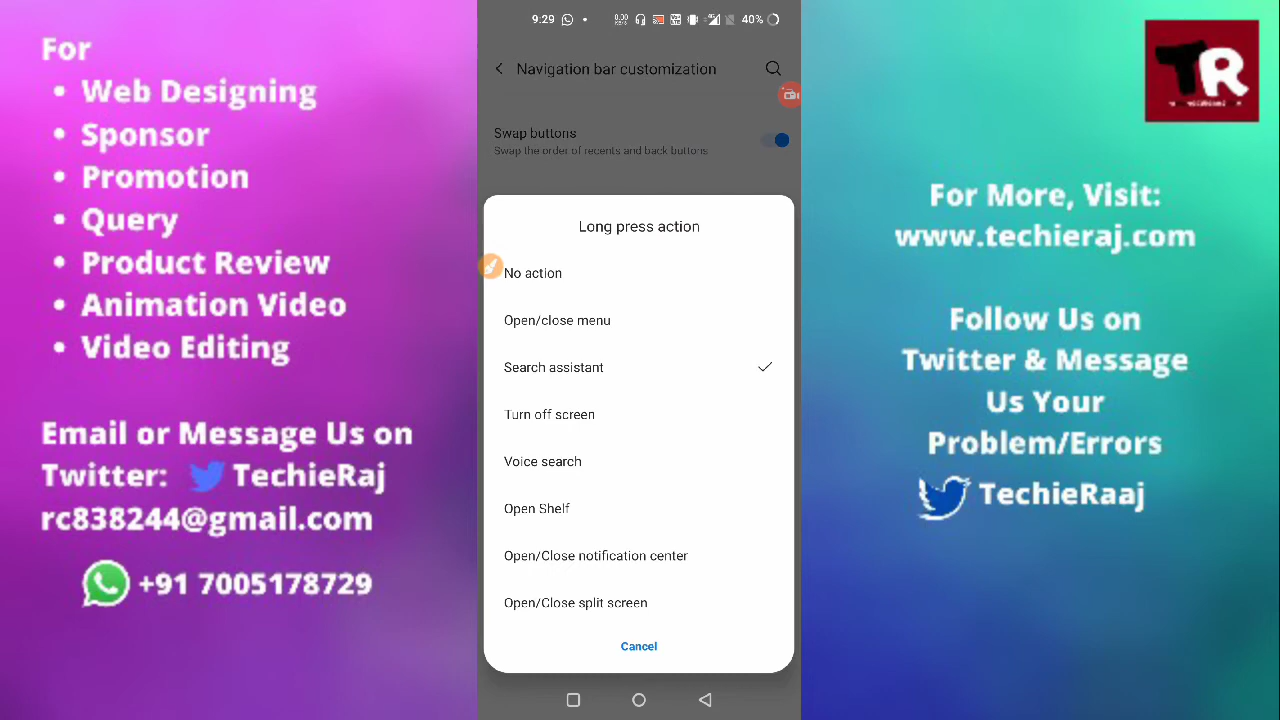 For
• Web Designing
• Sponsor
• Promotion
• Query
• Product Review
• Animation Video
• Video Editing
Email or Message Us on
Twitter: TechieRaj
rc838244@gmail.com
+91 7005178729
9:29
40%
Navigation bar customization
Swap buttons
Swap the order of recents and back buttons
Long press action
No action
Open/close menu
Search assistant
Turn off screen
Voice search
Open Shelf
Open/Close notification center
Open/Close split screen
Cancel
TR
For More, Visit:
www.techieraj.com
Follow Us on
Twitter & Message
Us Your
Problem/Errors
TechieRaaj